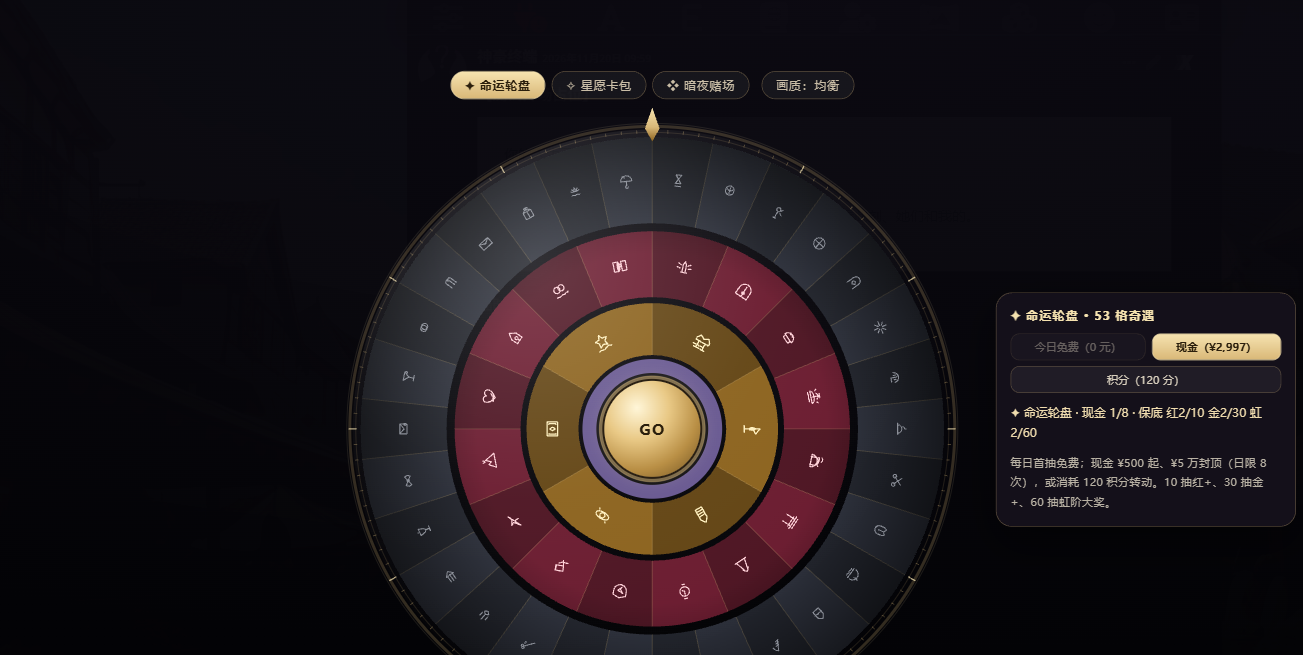 ✦ 命运轮盘
✧ 星愿卡包
❖ 暗夜赌场
画质：均衡
GO
✦ 命运轮盘 • 53 格奇遇
今日免费（0 元）
现金（¥2,997）
积分（120 分）
✦ 命运轮盘 · 现金 1/8 · 保底 红2/10 金2/30 虹
2/60
每日首抽免费；现金 ¥500 起、¥5 万封顶（日限 8
次），或消耗 120 积分转动。10 抽红+、30 抽金
+、60 抽虹阶大奖。